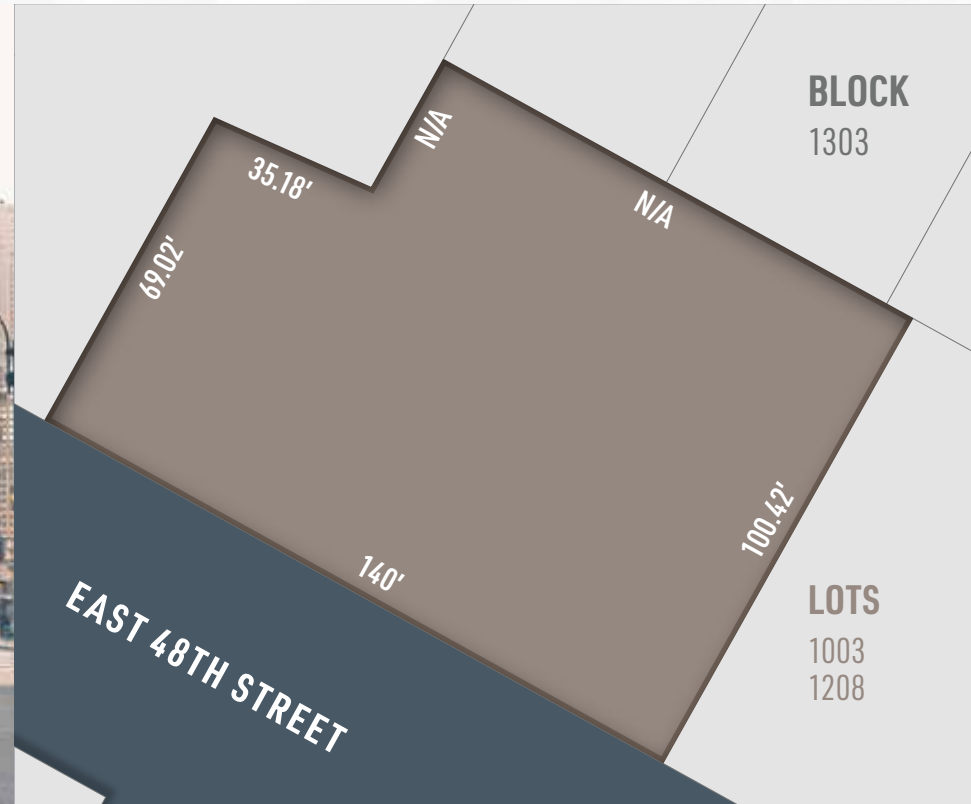 BLOCK
1303
N/A
35.18'
N/A
69.02'
100.42'
140'
EAST 48TH STREET
LOTS
1003
1208